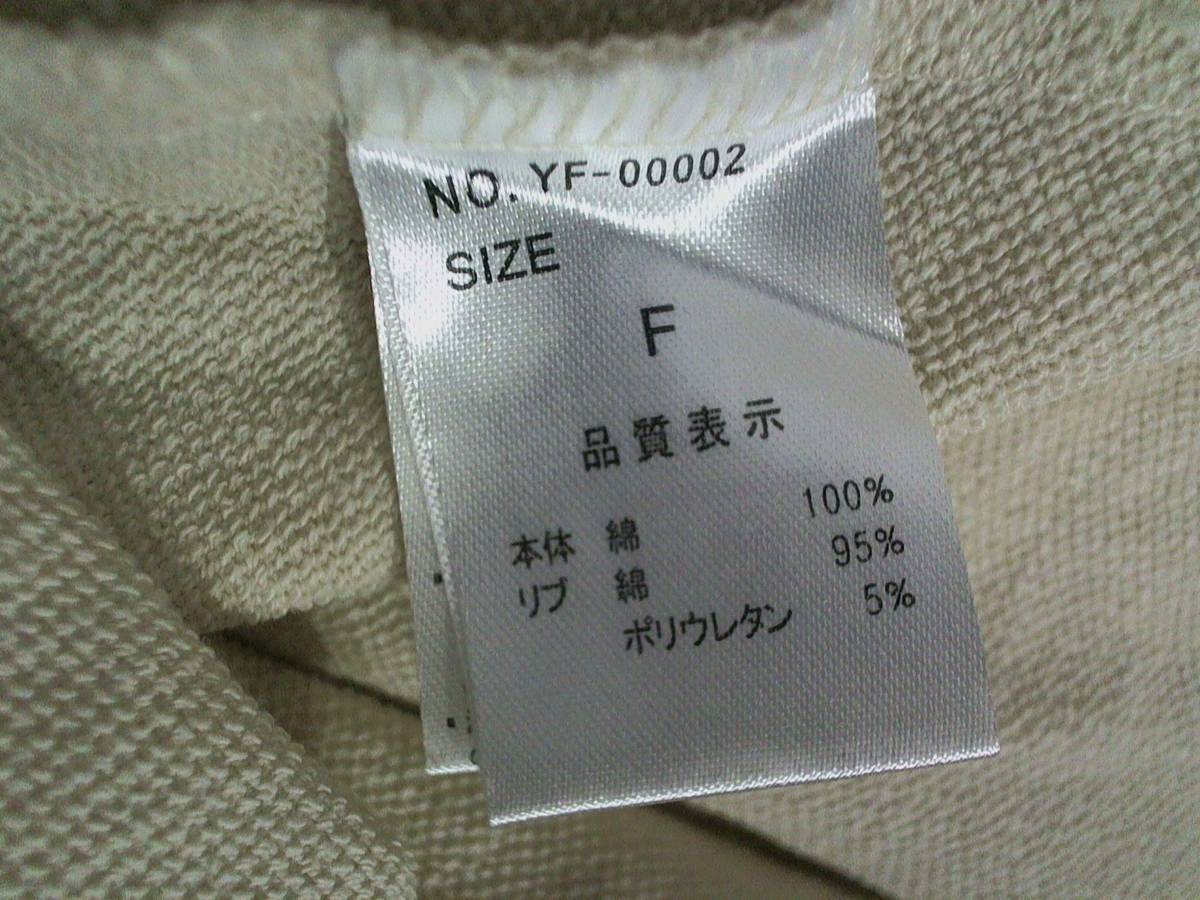 NO. YF-00002
SIZE
F
品質表示
本体 綿 100%
リブ 綿 95%
ポリウレタン 5%